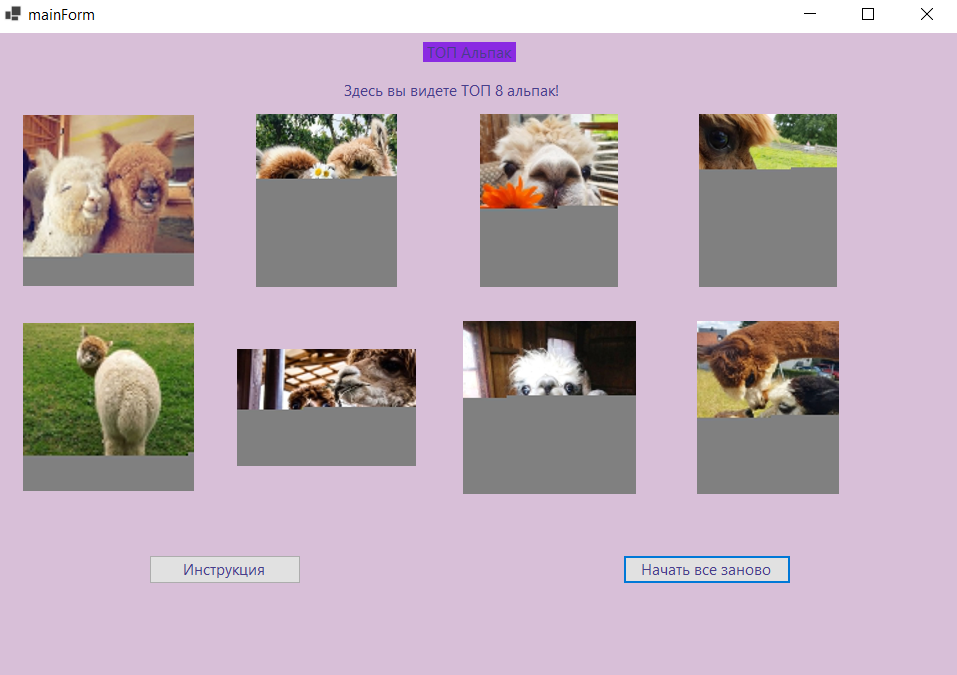 mainForm
ТОП Альпак
Здесь вы видете ТОП 8 альпак!
Инструкция
Начать все заново